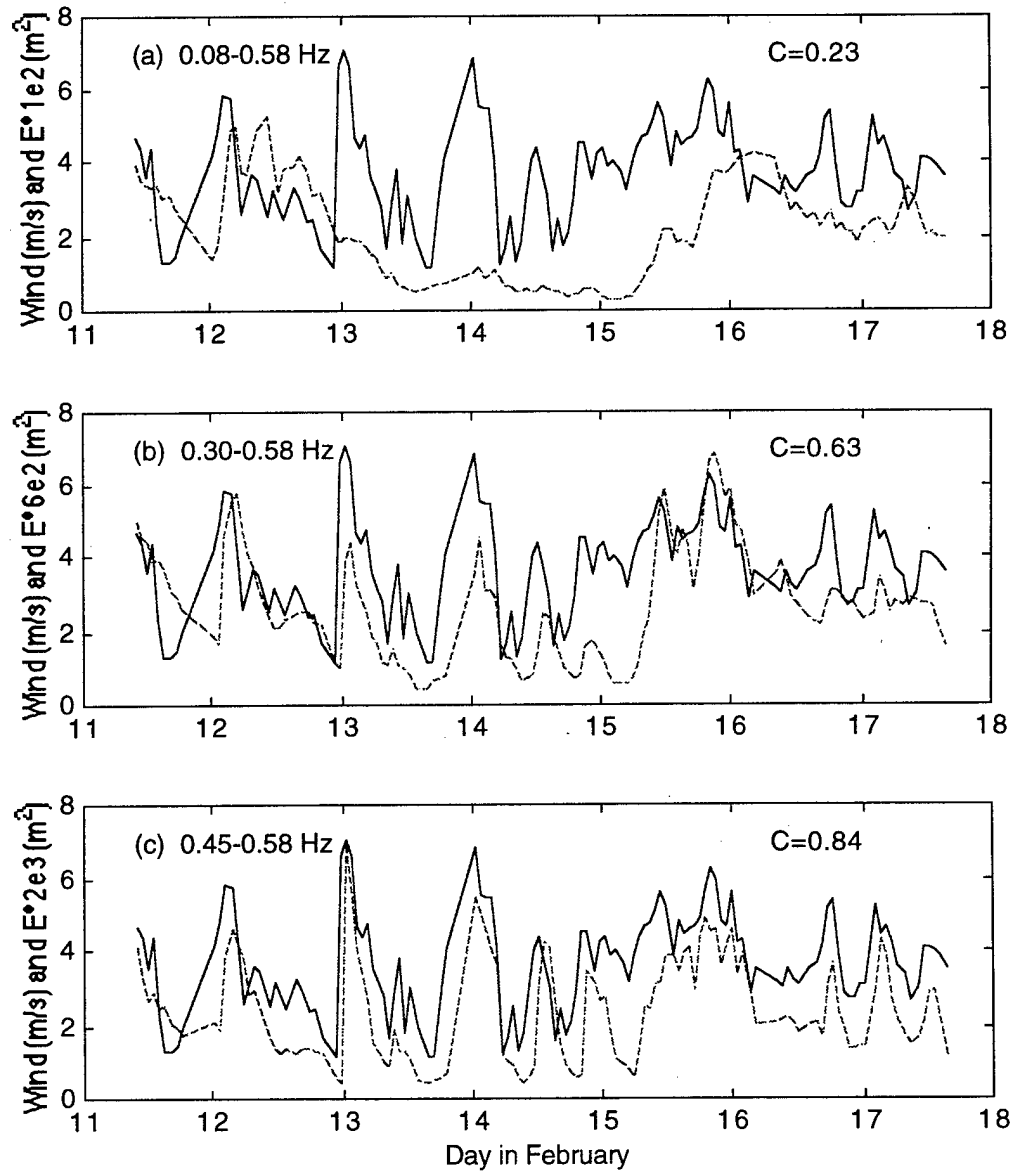 Wind (m/s) and E*1e2 (m²)
(a) 0.08-0.58 Hz
C=0.23
8
6
4
2
0
11 12 13 14 15 16 17 18
Wind (m/s) and E*6e2 (m²)
(b) 0.30-0.58 Hz
C=0.63
8
6
4
2
0
11 12 13 14 15 16 17 18
Wind (m/s) and E*2e3 (m²)
(c) 0.45-0.58 Hz
C=0.84
8
6
4
2
0
11 12 13 14 15 16 17 18
Day in February